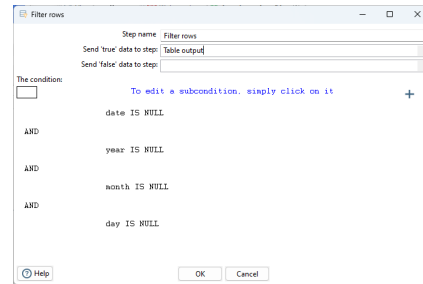 Filter rows
Step name Filter rows
Send 'true' data to step: Table output
Send 'false' data to step:
The condition:
To edit a subcondition, simply click on it
+
date IS NULL
AND
year IS NULL
AND
month IS NULL
AND
day IS NULL
? Help OK Cancel